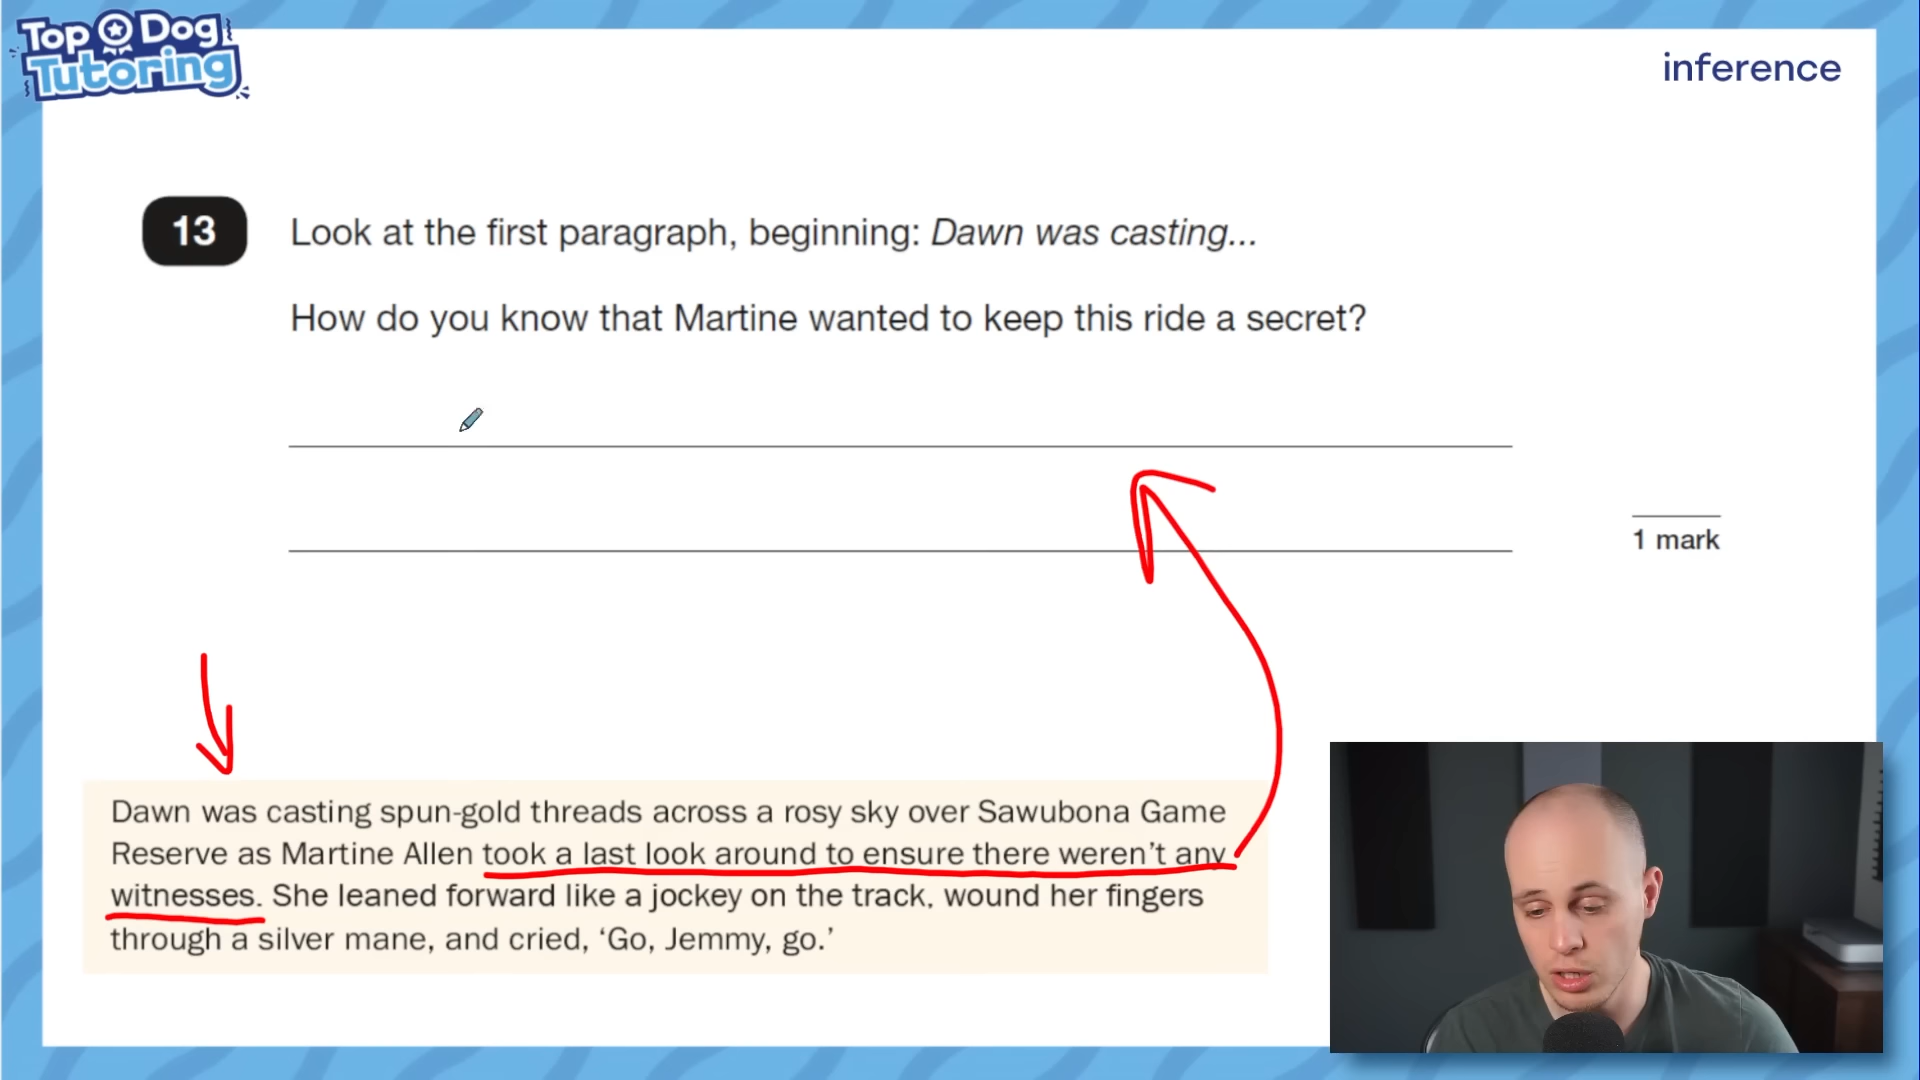 Top Dog
Tutoring
inference
13
Look at the first paragraph, beginning: Dawn was casting...
How do you know that Martine wanted to keep this ride a secret?
1 mark
Dawn was casting spun-gold threads across a rosy sky over Sawubona Game
Reserve as Martine Allen took a last look around to ensure there weren’t any
witnesses. She leaned forward like a jockey on the track, wound her fingers
through a silver mane, and cried, ‘Go, Jemmy, go.’